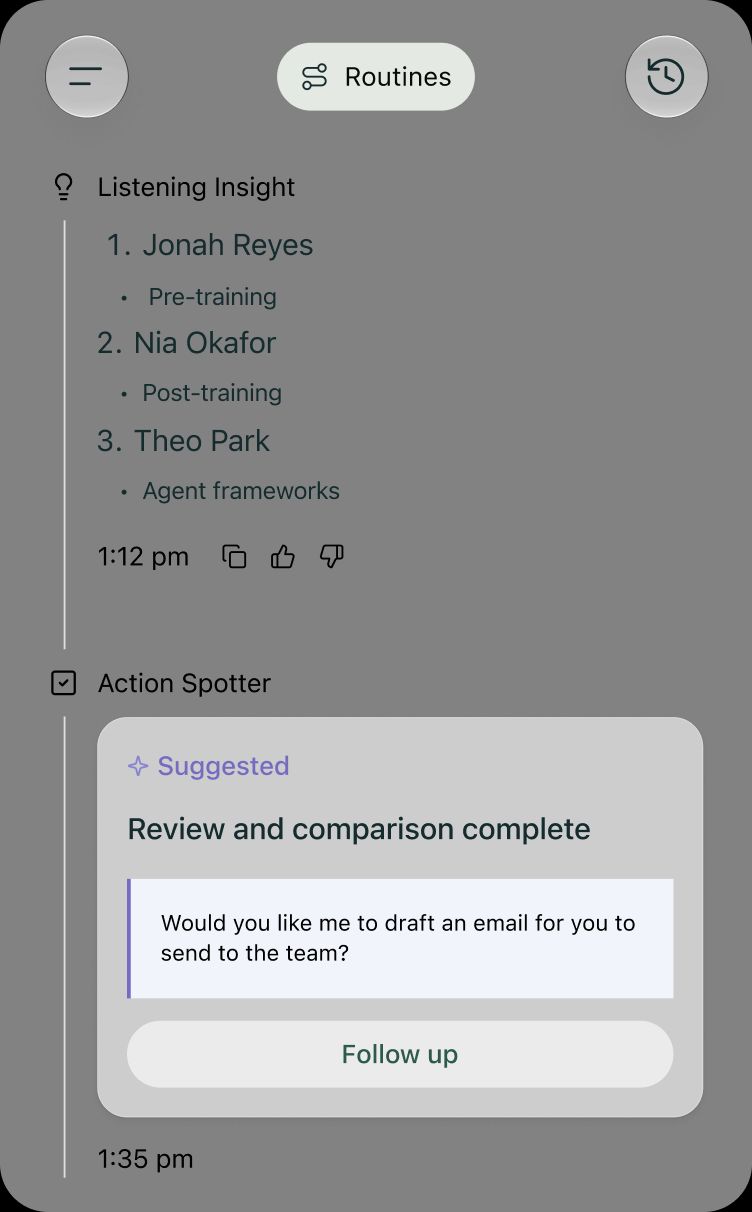 Routines
Listening Insight
1. Jonah Reyes
• Pre-training
2. Nia Okafor
• Post-training
3. Theo Park
• Agent frameworks
1:12 pm
Action Spotter
Suggested
Review and comparison complete
Would you like me to draft an email for you to
send to the team?
Follow up
1:35 pm